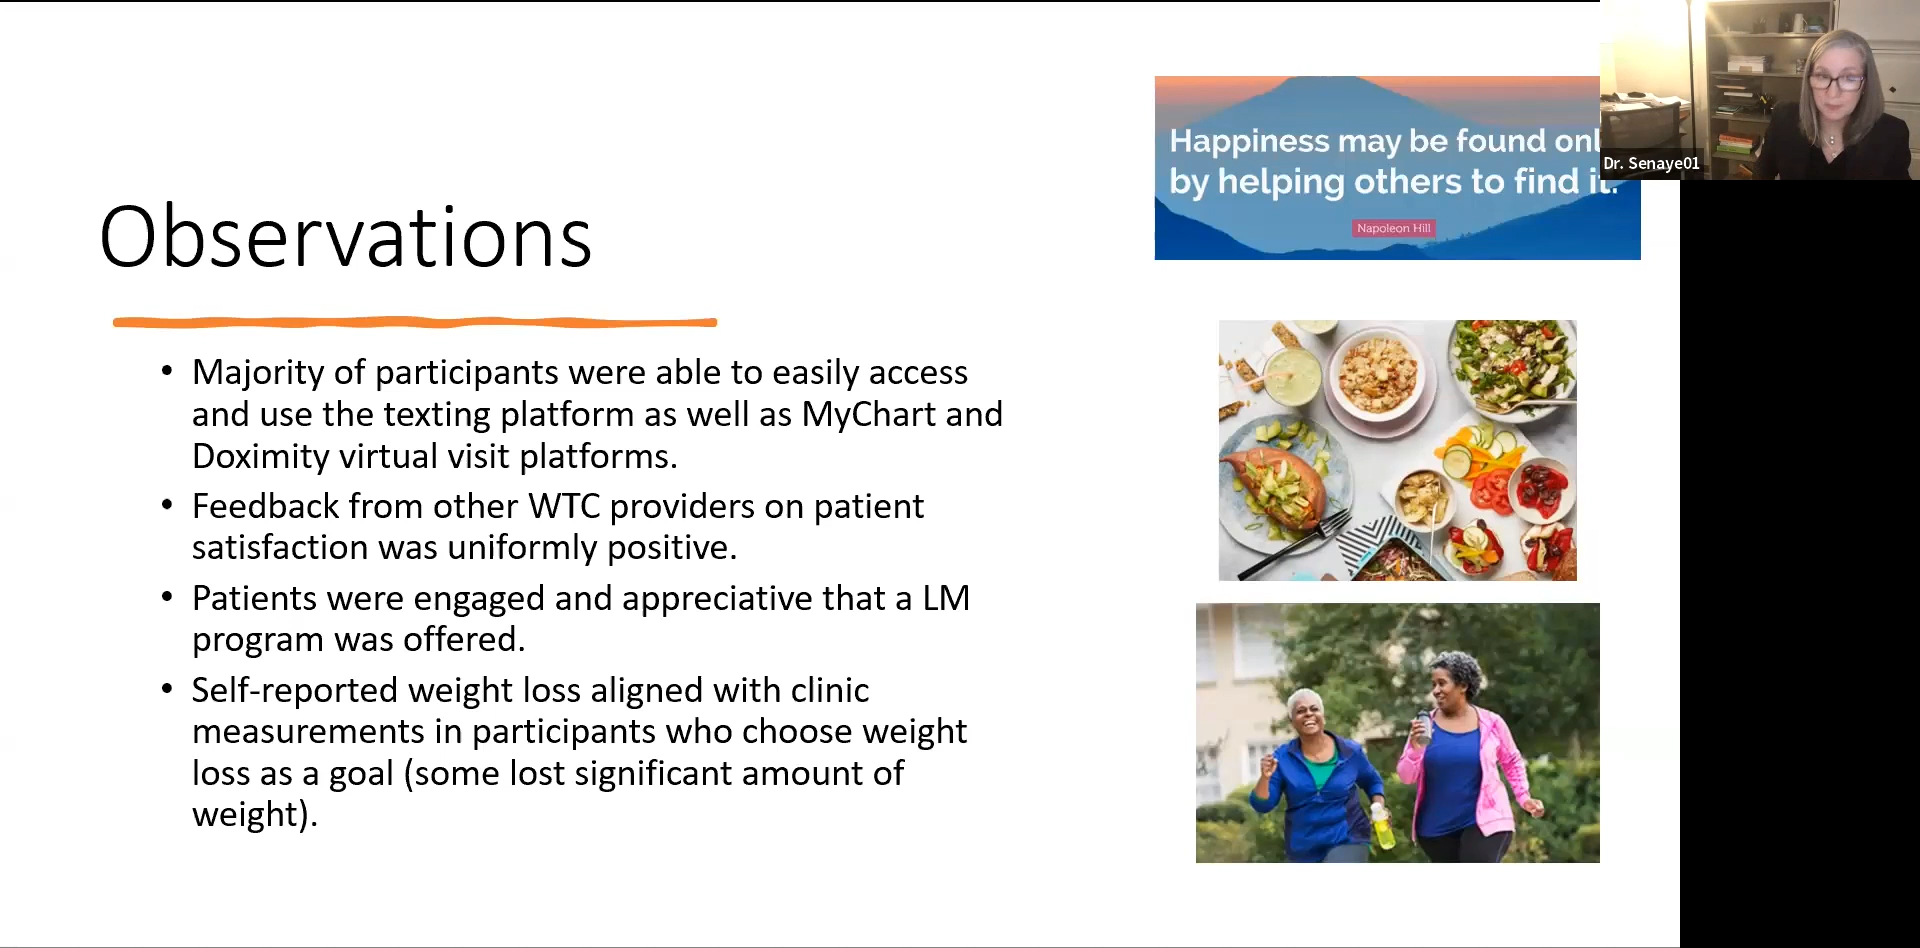 Happiness may be found onl
by helping others to find it.
Napoleon Hill
Dr. Senaye01
Observations
• Majority of participants were able to easily access
and use the texting platform as well as MyChart and
Doximity virtual visit platforms.
• Feedback from other WTC providers on patient
satisfaction was uniformly positive.
• Patients were engaged and appreciative that a LM
program was offered.
• Self-reported weight loss aligned with clinic
measurements in participants who choose weight
loss as a goal (some lost significant amount of
weight).